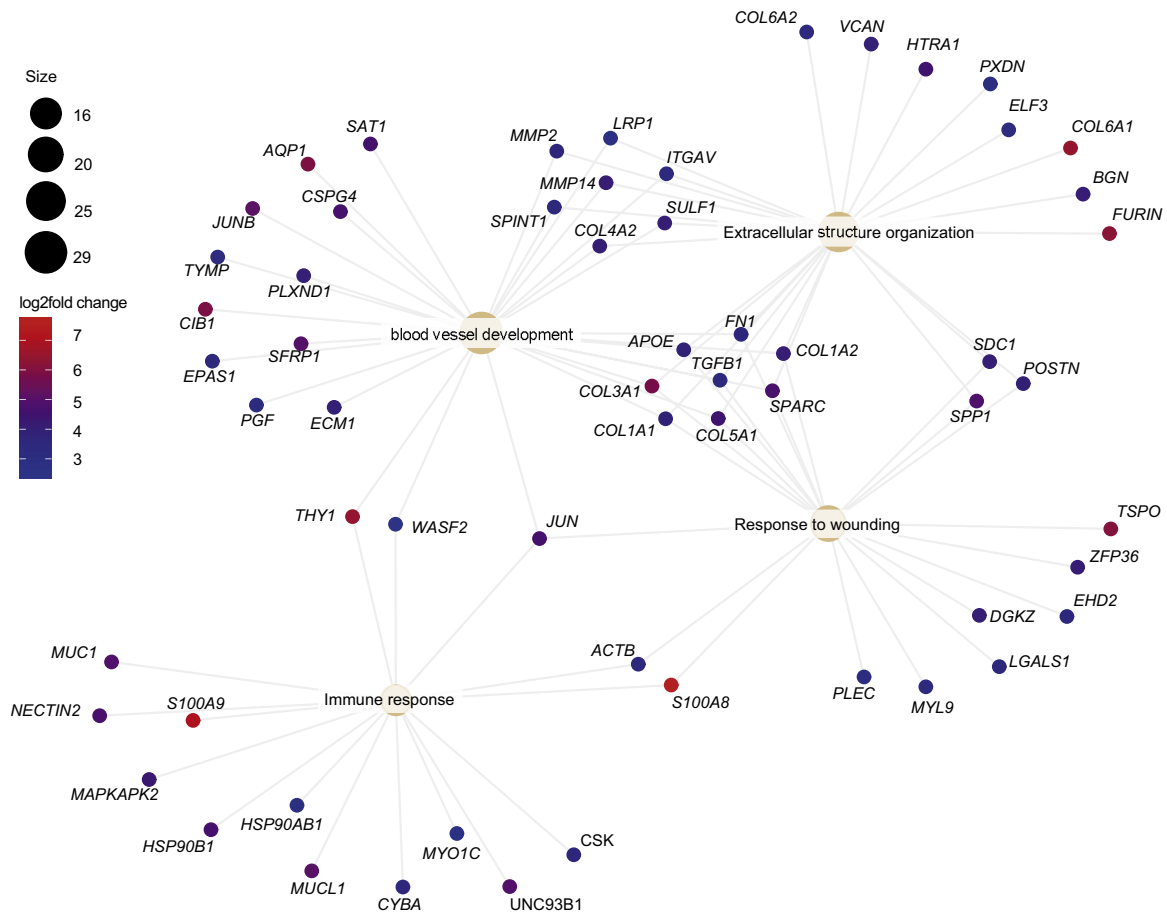 COL6A2
VCAN
HTRA1
PXDN
ELF3
COL6A1
BGN
FURIN
Size
16
20
25
29
log2fold change
7
6
5
4
3
SAT1
AQP1
CSPG4
JUNB
TYMP
PLXND1
CIB1
SFRP1
EPAS1
PGF
ECM1
MMP2
LRP1
ITGAV
MMP14
SPINT1
SULF1
COL4A2
Extracellular structure organization
blood vessel development
FN1
APOE
COL1A2
TGFB1
COL3A1
SPARC
COL1A1
COL5A1
SDC1
POSTN
SPP1
THY1
WASF2
JUN
Response to wounding
TSPO
ZFP36
EHD2
DGKZ
LGALS1
PLEC
MYL9
ACTB
S100A8
MUC1
NECTIN2
S100A9
Immune response
MAPKAPK2
HSP90AB1
HSP90B1
MUCL1
CYBA
MYO1C
CSK
UNC93B1